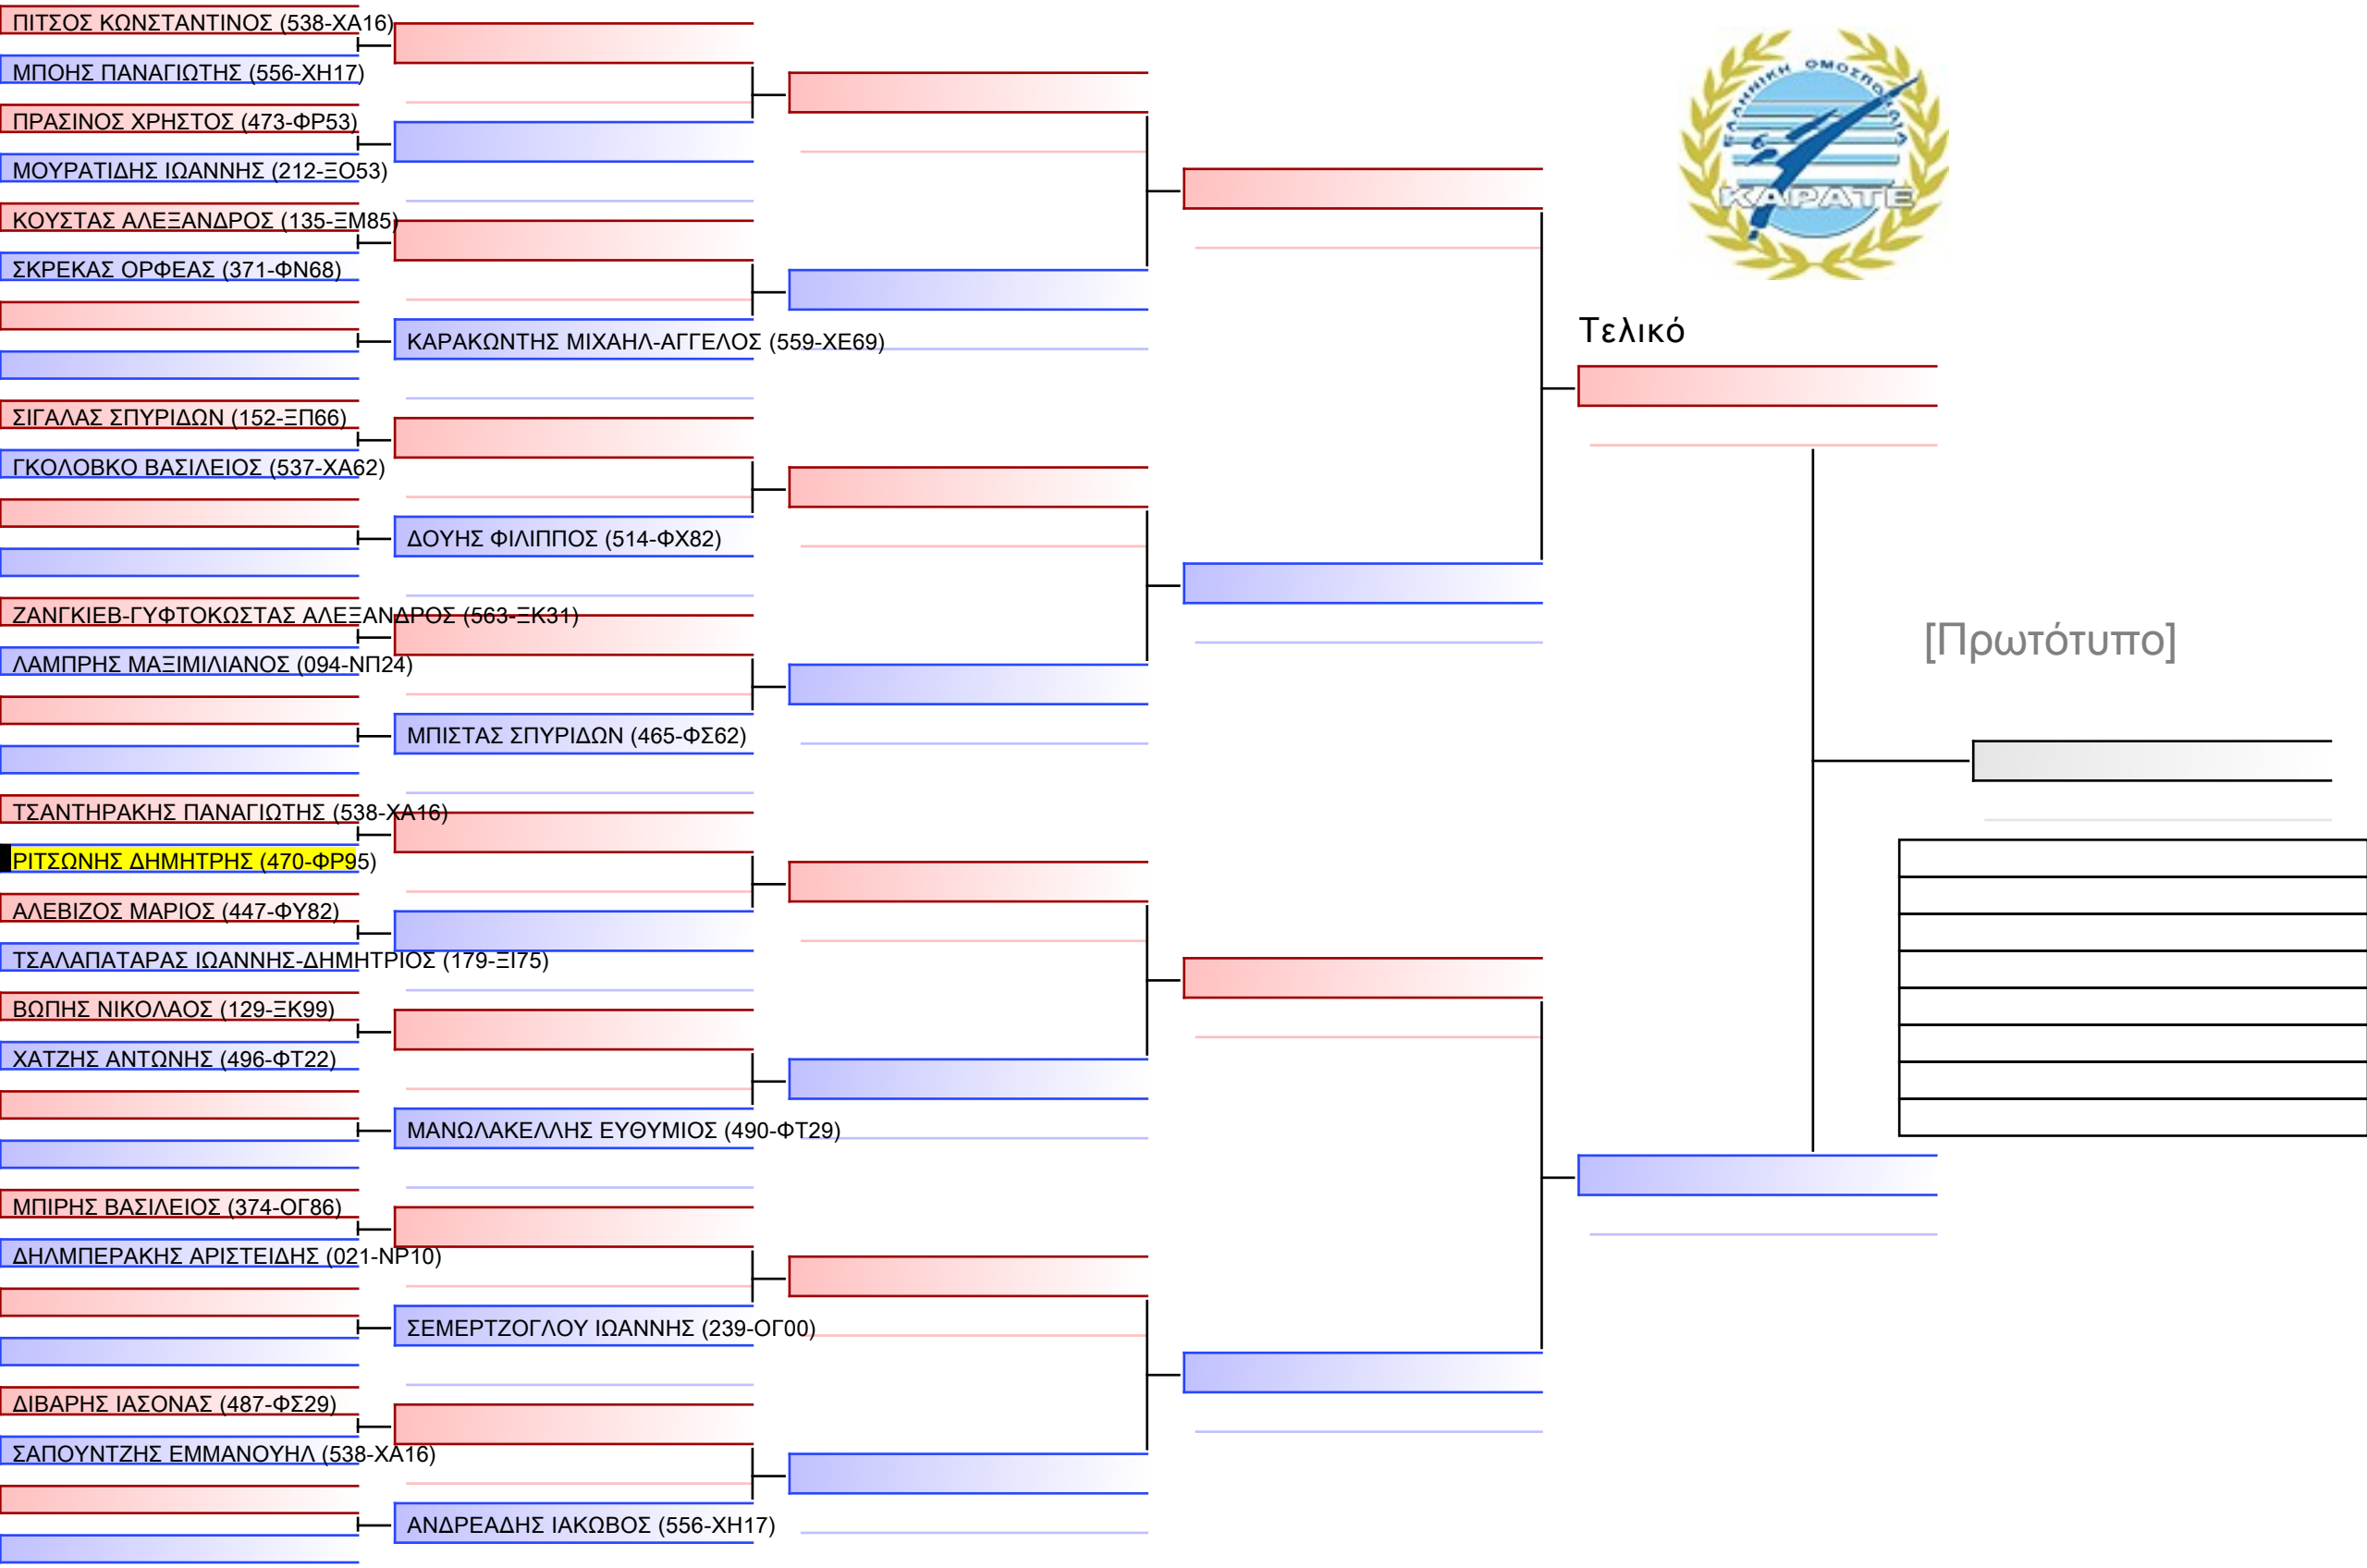 ΠΙΤΣΟΣ ΚΩΝΣΤΑΝΤΙΝΟΣ (538-ΧΑ16)
ΜΠΟΗΣ ΠΑΝΑΓΙΩΤΗΣ (556-ΧΗ17)
ΠΡΑΣΙΝΟΣ ΧΡΗΣΤΟΣ (473-ΦΡ53)
ΜΟΥΡΑΤΙΔΗΣ ΙΩΑΝΝΗΣ (212-ΞΟ53)
ΚΟΥΣΤΑΣ ΑΛΕΞΑΝΔΡΟΣ (135-ΞΜ85)
ΣΚΡΕΚΑΣ ΟΡΦΕΑΣ (371-ΦΝ68)
ΚΑΡΑΚΩΝΤΗΣ ΜΙΧΑΗΛ-ΑΓΓΕΛΟΣ (559-ΧΕ69)
ΣΙΓΑΛΑΣ ΣΠΥΡΙΔΩΝ (152-ΞΠ66)
ΓΚΟΛΟΒΚΟ ΒΑΣΙΛΕΙΟΣ (537-ΧΑ62)
ΔΟΥΗΣ ΦΙΛΙΠΠΟΣ (514-ΦΧ82)
ΖΑΝΓΚΙΕΒ-ΓΥΦΤΟΚΩΣΤΑΣ ΑΛΕΞΑΝΔΡΟΣ (563-ΞΚ31)
ΛΑΜΠΡΗΣ ΜΑΞΙΜΙΛΙΑΝΟΣ (094-ΝΠ24)
ΜΠΙΣΤΑΣ ΣΠΥΡΙΔΩΝ (465-ΦΣ62)
ΤΣΑΝΤΗΡΑΚΗΣ ΠΑΝΑΓΙΩΤΗΣ (538-ΧΑ16)
ΡΙΤΣΩΝΗΣ ΔΗΜΗΤΡΗΣ (470-ΦΡ95)
ΑΛΕΒΙΖΟΣ ΜΑΡΙΟΣ (447-ΦΥ82)
ΤΣΑΛΑΠΑΤΑΡΑΣ ΙΩΑΝΝΗΣ-ΔΗΜΗΤΡΙΟΣ (179-ΞΙ75)
ΒΩΠΗΣ ΝΙΚΟΛΑΟΣ (129-ΞΚ99)
ΧΑΤΖΗΣ ΑΝΤΩΝΗΣ (496-ΦΤ22)
ΜΑΝΩΛΑΚΕΛΛΗΣ ΕΥΘΥΜΙΟΣ (490-ΦΤ29)
ΜΠΙΡΗΣ ΒΑΣΙΛΕΙΟΣ (374-ΟΓ86)
ΔΗΛΜΠΕΡΑΚΗΣ ΑΡΙΣΤΕΙΔΗΣ (021-ΝΡ10)
ΣΕΜΕΡΤΖΟΓΛΟΥ ΙΩΑΝΝΗΣ (239-ΟΓ00)
ΔΙΒΑΡΗΣ ΙΑΣΟΝΑΣ (487-ΦΣ29)
ΣΑΠΟΥΝΤΖΗΣ ΕΜΜΑΝΟΥΗΛ (538-ΧΑ16)
ΑΝΔΡΕΑΔΗΣ ΙΑΚΩΒΟΣ (556-ΧΗ17)
ΕΛΛΗΝΙΚΗ ΟΜΟΣΠΟΝΔΙΑ
ΚΑΡΑΤΕ
Τελικό
[Πρωτότυπο]